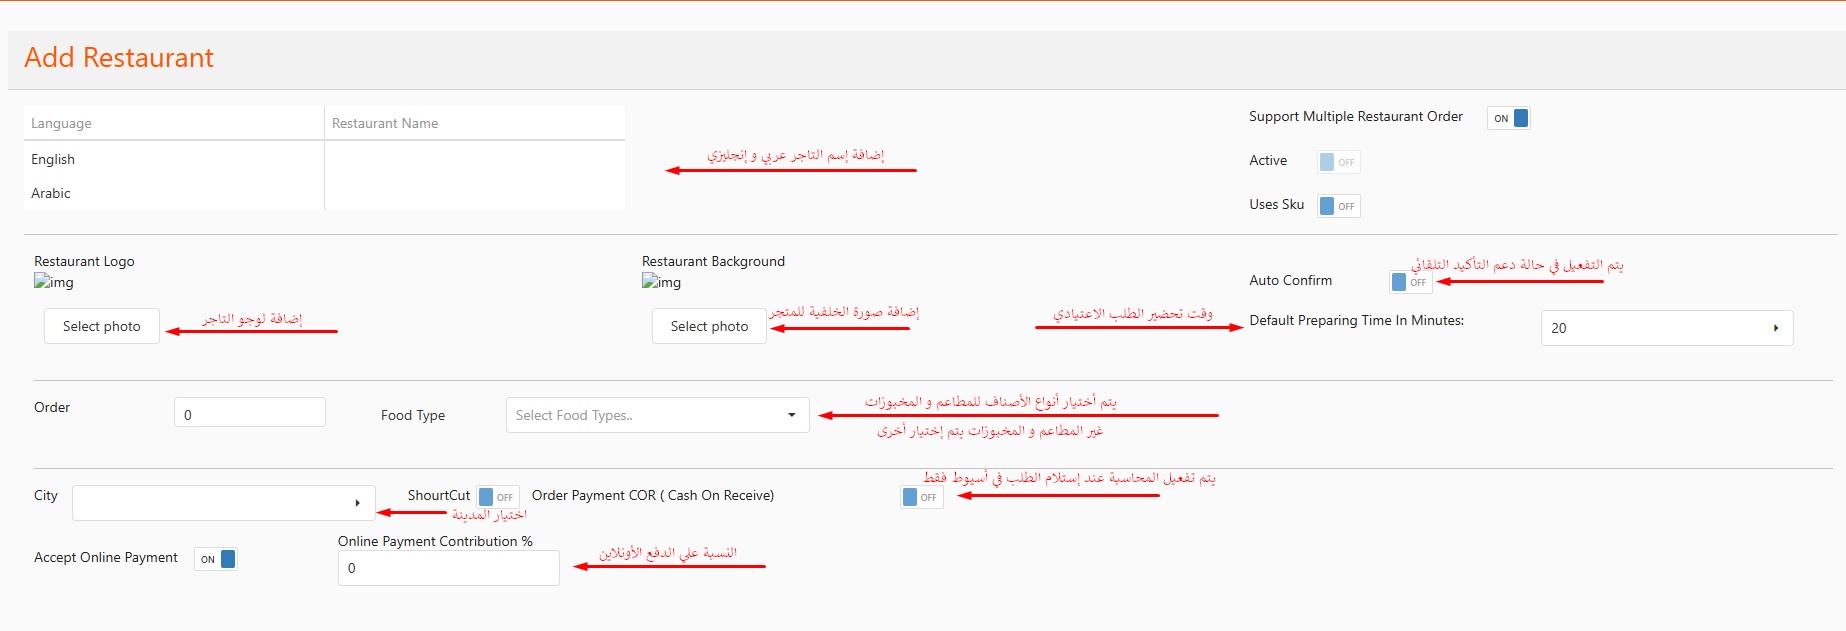 Add Restaurant
Language Restaurant Name
English
Arabic
إضافة إسم التاجر عربي و إنجليزي
Support Multiple Restaurant Order ON
Active OFF
Uses Sku OFF
Restaurant Logo
img
Select photo
إضافة لوجو التاجر
Restaurant Background
img
Select photo
إضافة صورة الخلفية للمتجر
Auto Confirm OFF
يتم التفعيل في حالة دعم التأكيد التلقائي
وقت تحضير الطلب الاعتيادي
Default Preparing Time In Minutes: 20
Order 0
Food Type Select Food Types..
يتم أختيار أنواع الأصناف للمطاعم و المخبوزات
غير المطاعم و المخبوزات يتم إختيار أخرى
City
اختيار المدينة
ShourtCut OFF
Order Payment COR ( Cash On Receive) OFF
يتم تفعيل المحاسبة عند إستلام الطلب في أسيوط فقط
Accept Online Payment ON
Online Payment Contribution %
0
النسبة علي الدفع الأونلاين